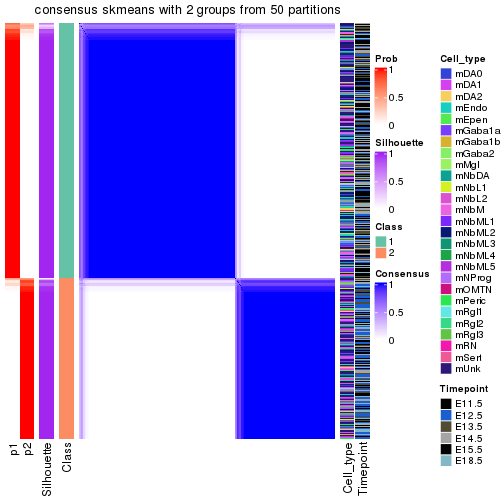 consensus skmeans with 2 groups from 50 partitions
Prob
1
0.5
0
Silhouette
1
0.5
0
Class
1
2
Consensus
1
0.5
0
Cell_type
mDA0
mDA1
mDA2
mEndo
mEpen
mGaba1a
mGaba1b
mGaba2
mMgl
mNbDA
mNbL1
mNbL2
mNbM
mNbML1
mNbML2
mNbML3
mNbML4
mNbML5
mNProg
mOMTN
mPeric
mRgl1
mRgl2
mRgl3
mRN
mSert
mUnk
Timepoint
E11.5
E12.5
E13.5
E14.5
E15.5
E18.5
p1
p2
Silhouette
Class
Cell_type
Timepoint